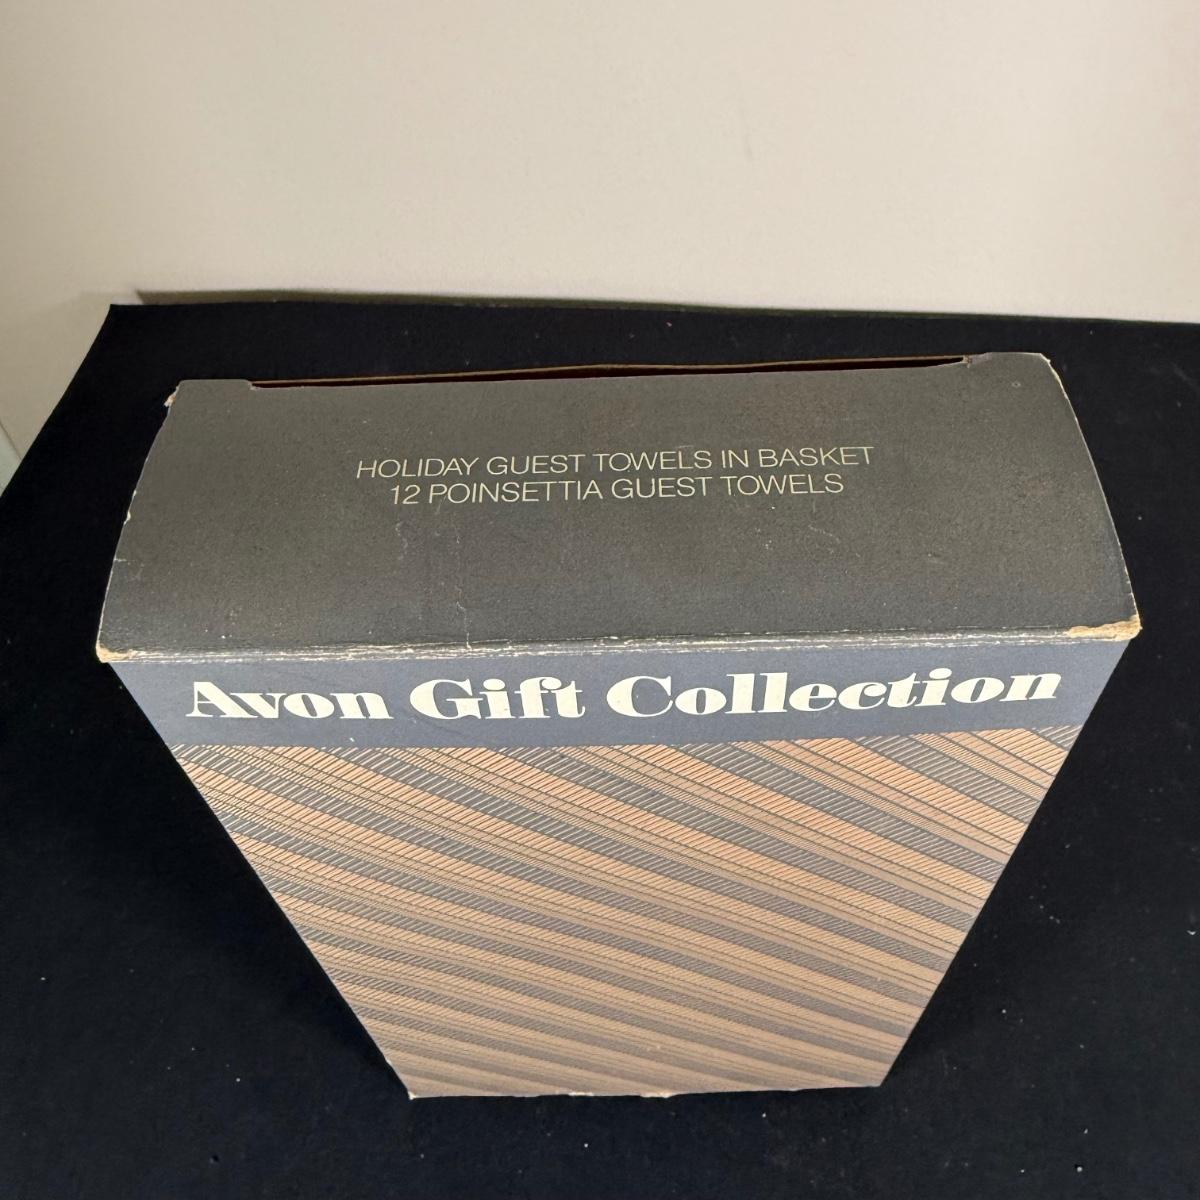 HOLIDAY GUEST TOWELS IN BASKET
12 POINSETTIA GUEST TOWELS
Avon Gift Collection